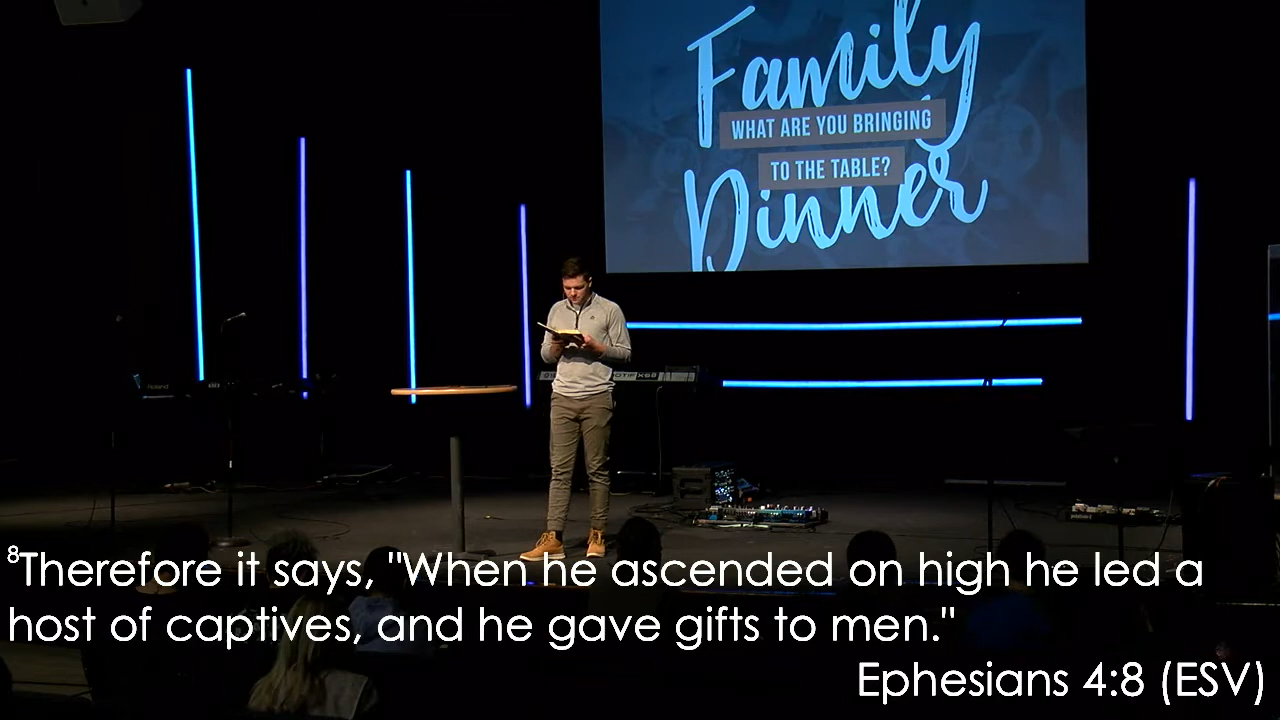 Family
WHAT ARE YOU BRINGING
TO THE TABLE?
Dinner
Roland
8Therefore it says, "When he ascended on high he led a
host of captives, and he gave gifts to men."
Ephesians 4:8 (ESV)